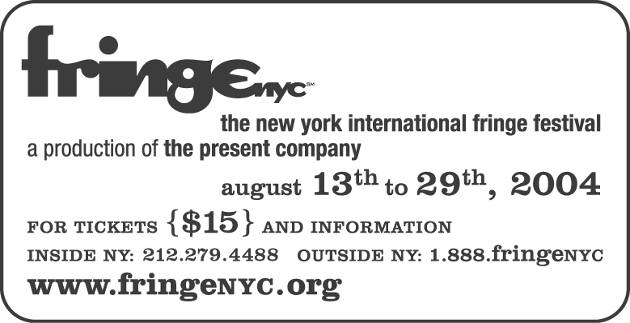 fringeNYC℠
the new york international fringe festival
a production of the present company
august 13th to 29th, 2004
FOR TICKETS {$15} AND INFORMATION
INSIDE NY: 212.279.4488 OUTSIDE NY: 1.888.fringeNYC
www.fringeNYC.org